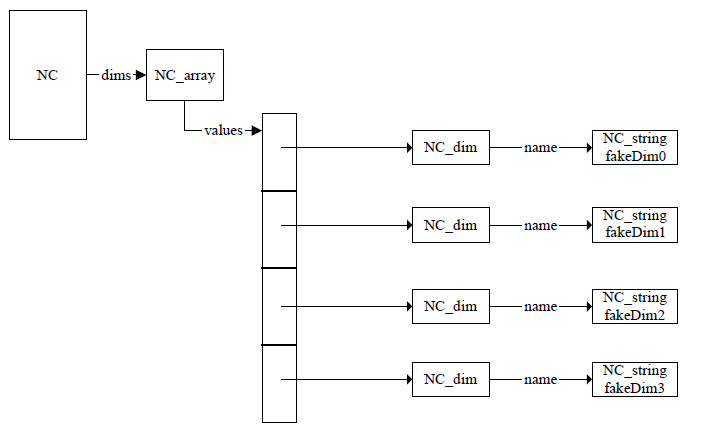 NC
dims
NC_array
values
NC_dim
name
NC_string
fakeDim0
NC_dim
name
NC_string
fakeDim1
NC_dim
name
NC_string
fakeDim2
NC_dim
name
NC_string
fakeDim3